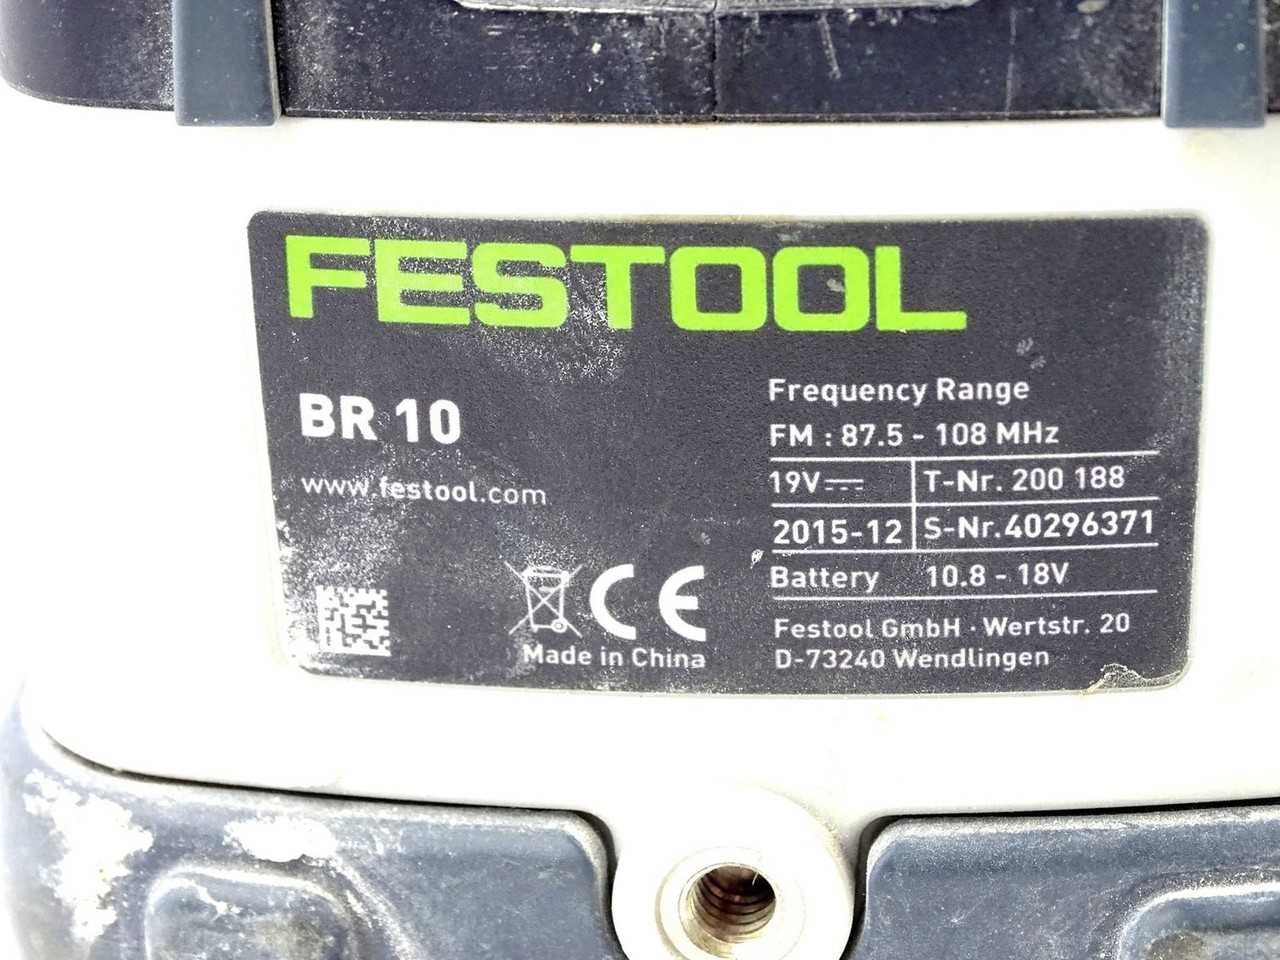 FESTOOL
BR 10
www.festool.com
Frequency Range
FM : 87.5 - 108 MHz
19V T-Nr. 200 188
2015-12 S-Nr.40296371
Battery 10.8 - 18V
Festool GmbH · Wertstr. 20
D-73240 Wendlingen
CE
Made in China